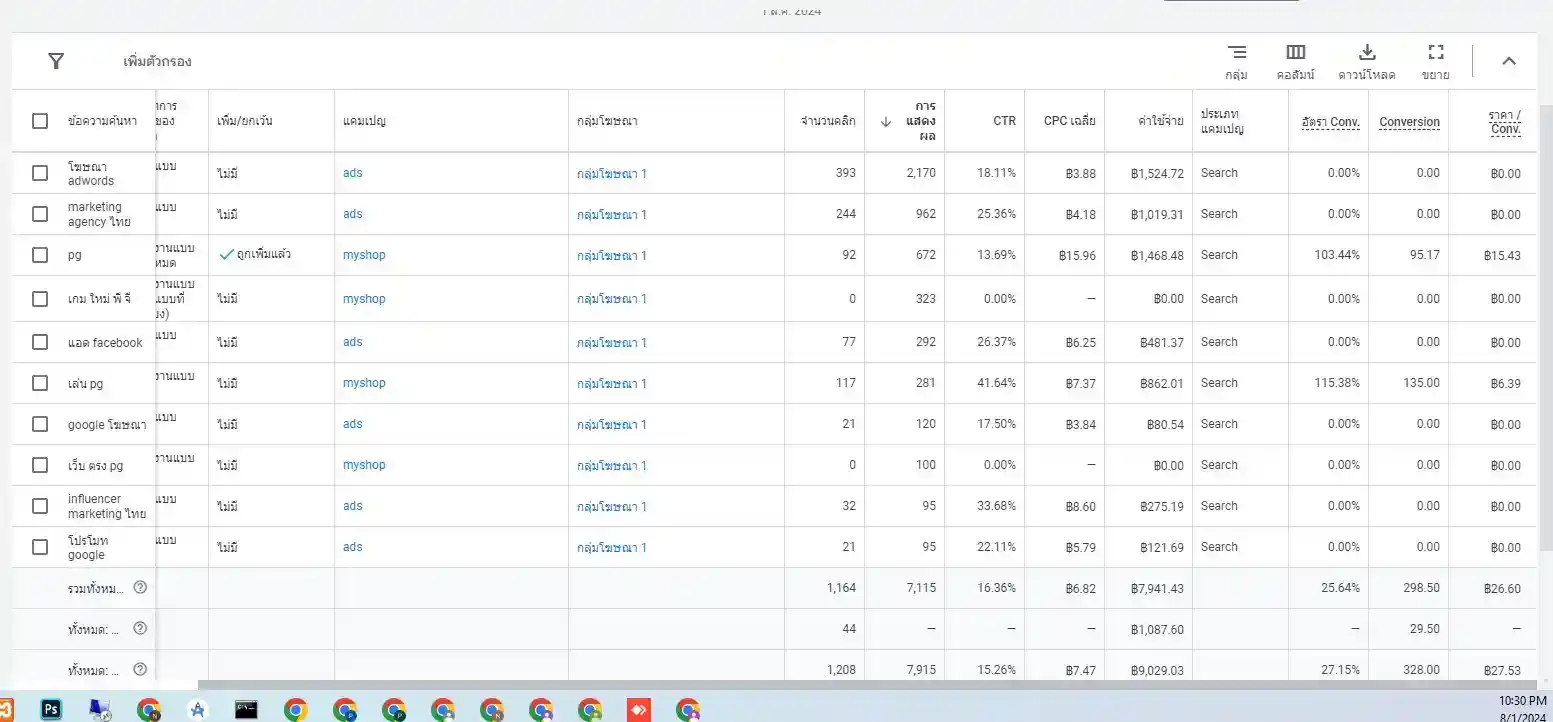 1 ส.ค. 2024
เพิ่มตัวกรอง
กลุ่ม คอลัมน์ ดาวน์โหลด ขยาย
ข้อความค้นหา ของ เพิ่ม/ยกเว้น แคมเปญ กลุ่มโฆษณา จำนวนคลิก การแสดงผล CTR CPC เฉลี่ย ค่าใช้จ่าย ประเภทแคมเปญ อัตรา Conv. Conversion ราคา / Conv.
โฆษณา adwords แบบ ไม่มี ads กลุ่มโฆษณา 1 393 2,170 18.11% ฿3.88 ฿1,524.72 Search 0.00% 0.00 ฿0.00
marketing agency ไทย แบบ ไม่มี ads กลุ่มโฆษณา 1 244 962 25.36% ฿4.18 ฿1,019.31 Search 0.00% 0.00 ฿0.00
pg งานแบบ หมด ถูกเพิ่มแล้ว myshop กลุ่มโฆษณา 1 92 672 13.69% ฿15.96 ฿1,468.48 Search 103.44% 95.17 ฿15.43
เกม ใหม่ พี จี งานแบบ แบบที่ ไม่มี myshop กลุ่มโฆษณา 1 0 323 0.00% — ฿0.00 Search 0.00% 0.00 ฿0.00
แอด facebook แบบ ไม่มี ads กลุ่มโฆษณา 1 77 292 26.37% ฿6.25 ฿481.37 Search 0.00% 0.00 ฿0.00
เล่น pg งานแบบ ไม่มี myshop กลุ่มโฆษณา 1 117 281 41.64% ฿7.37 ฿862.01 Search 115.38% 135.00 ฿6.39
google โฆษณา แบบ ไม่มี ads กลุ่มโฆษณา 1 21 120 17.50% ฿3.84 ฿80.54 Search 0.00% 0.00 ฿0.00
เว็บ ตรง pg งานแบบ ไม่มี myshop กลุ่มโฆษณา 1 0 100 0.00% — ฿0.00 Search 0.00% 0.00 ฿0.00
influencer marketing ไทย แบบ ไม่มี ads กลุ่มโฆษณา 1 32 95 33.68% ฿8.60 ฿275.19 Search 0.00% 0.00 ฿0.00
โปรโมท google แบบ ไม่มี ads กลุ่มโฆษณา 1 21 95 22.11% ฿5.79 ฿121.69 Search 0.00% 0.00 ฿0.00
รวมทั้งหม... 1,164 7,115 16.36% ฿6.82 ฿7,941.43 25.64% 298.50 ฿26.60
ทั้งหมด: ... 44 — — — ฿1,087.60 — 29.50 —
ทั้งหมด: ... 1,208 7,915 15.26% ฿7.47 ฿9,029.03 27.15% 328.00 ฿27.53
Ps
10:30 PM
8/1/2024